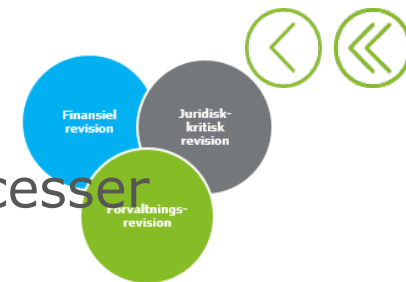 Finansiel
revision
Juridisk-
kritisk
revision
cesser
Forvaltnings-
revision